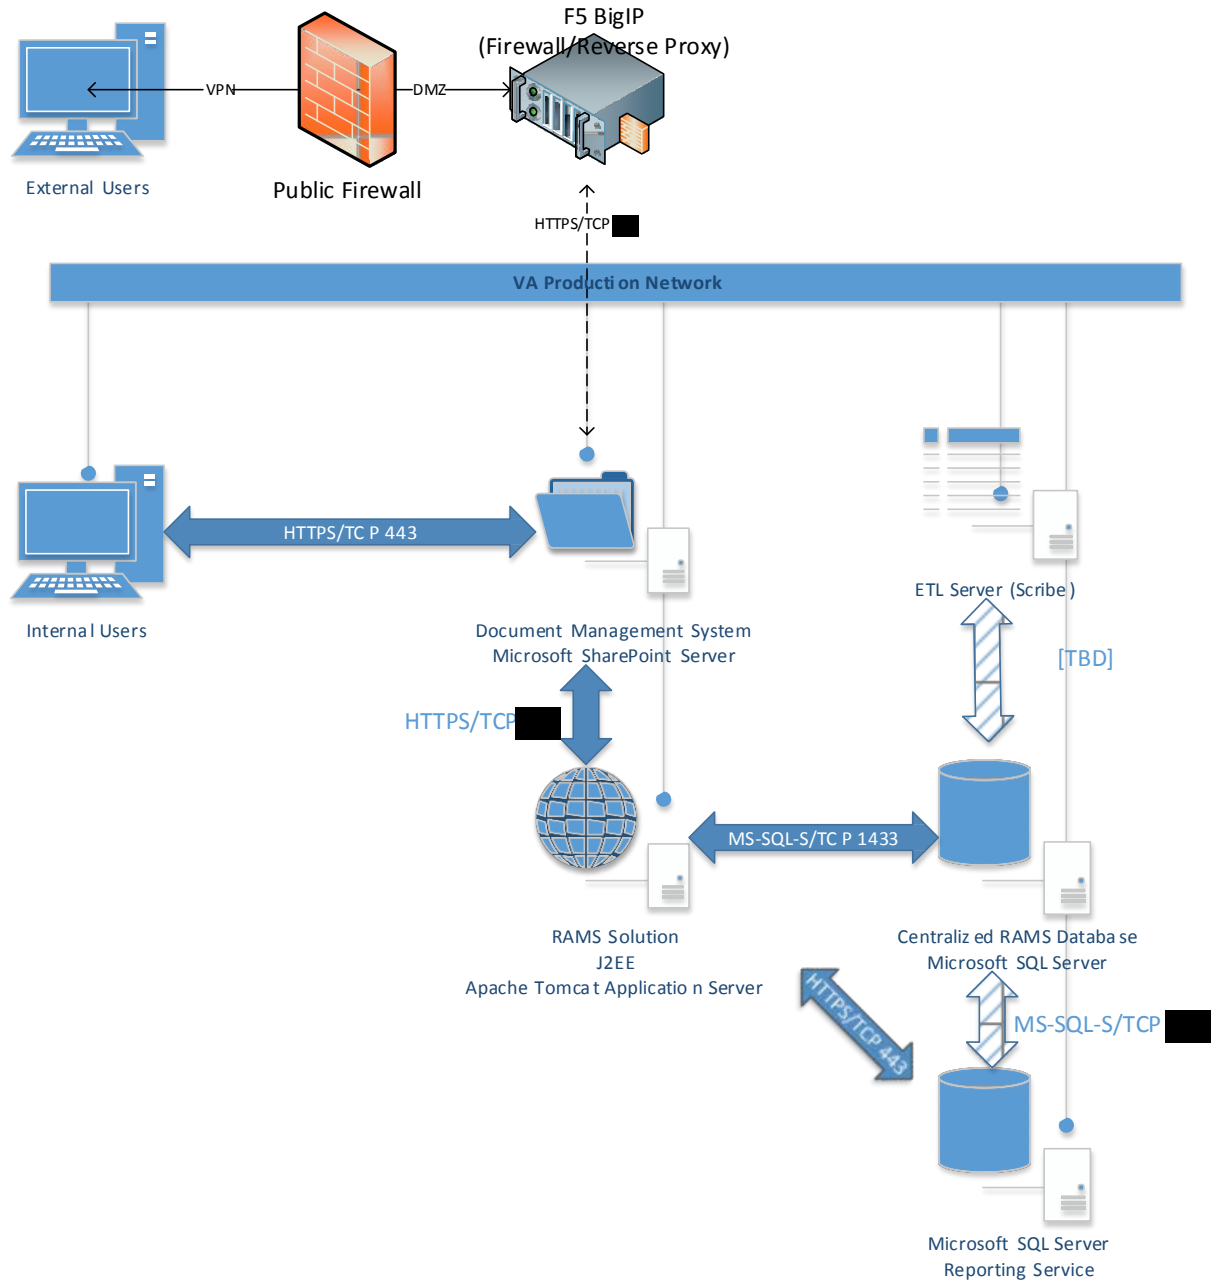 F5 BigIP
(Firewall/Reverse Proxy)
VPN
DMZ
External Users
Public Firewall
HTTPS/TCP
VA Production Network
HTTPS/TCP 443
Internal Users
Document Management System
Microsoft SharePoint Server
ETL Server (Scribe)
[TBD]
HTTPS/TCP
MS-SQL-S/TCP 1433
RAMS Solution
J2EE
Apache Tomcat Application Server
Centralized RAMS Database
Microsoft SQL Server
HTTPS/TCP 443
MS-SQL-S/TCP
Microsoft SQL Server
Reporting Service